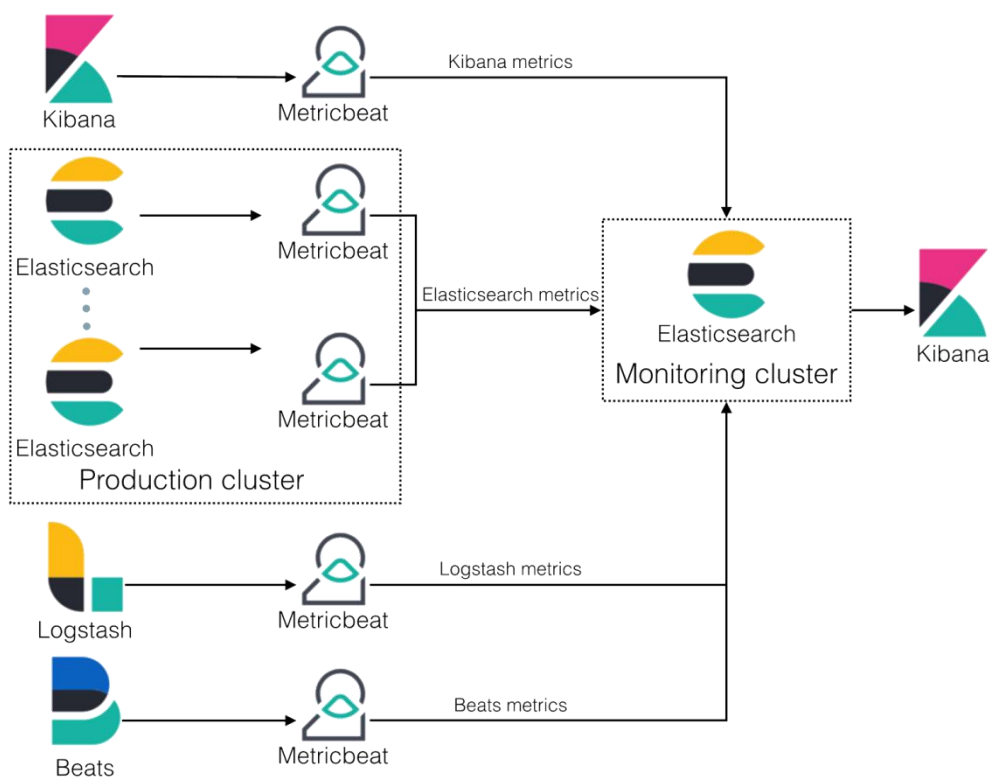 Kibana
Metricbeat
Kibana metrics
Elasticsearch
Metricbeat
Elasticsearch metrics
Elasticsearch
Metricbeat
Production cluster
Elasticsearch
Monitoring cluster
Kibana
Logstash
Metricbeat
Logstash metrics
Beats
Metricbeat
Beats metrics